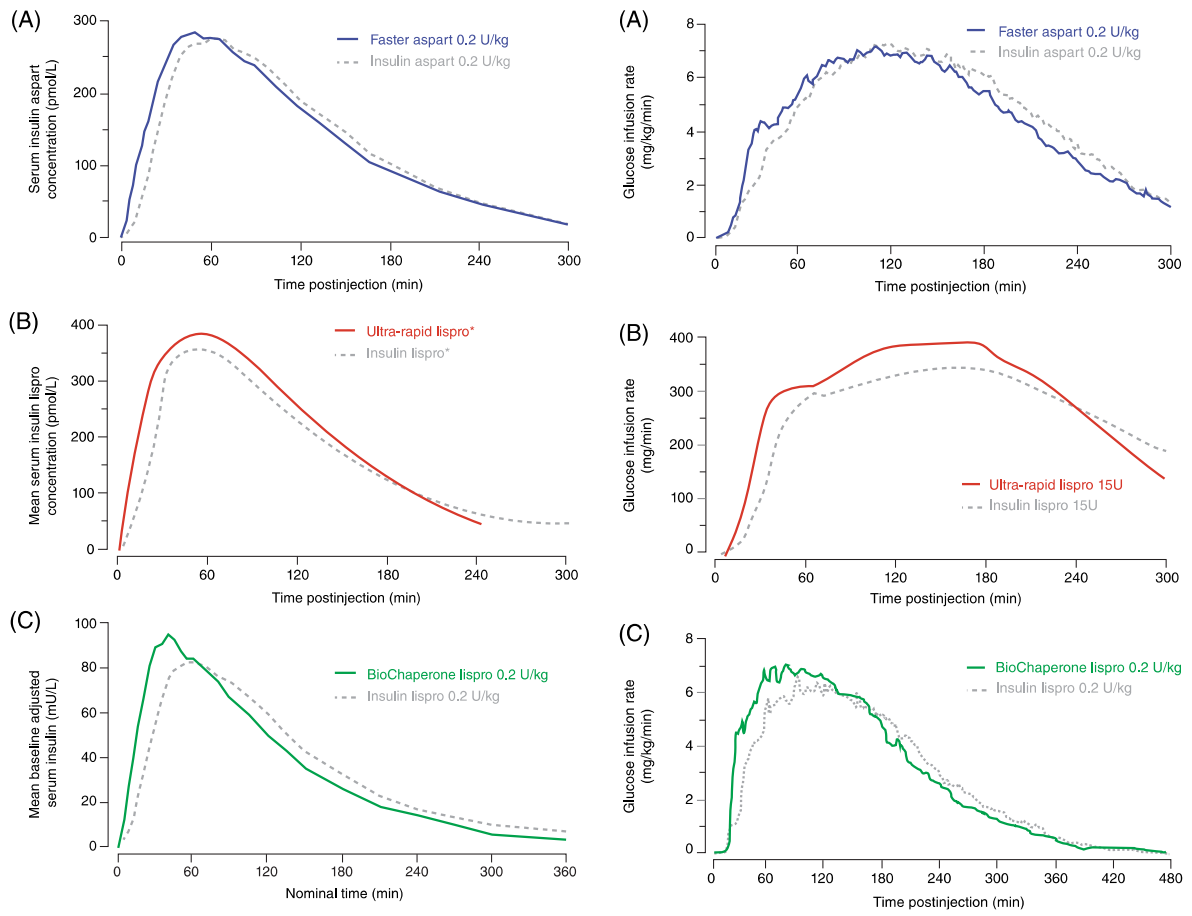 (A)
300
200
100
0
Serum insulin aspart
concentration (pmol/L)
Faster aspart 0.2 U/kg
Insulin aspart 0.2 U/kg
0 60 120 180 240 300
Time postinjection (min)
(A)
8
6
4
2
0
Glucose infusion rate
(mg/kg/min)
Faster aspart 0.2 U/kg
Insulin aspart 0.2 U/kg
0 60 120 180 240 300
Time postinjection (min)
(B)
400
300
200
100
0
Mean serum insulin lispro
concentration (pmol/L)
Ultra-rapid lispro*
Insulin lispro*
0 60 120 180 240 300
Time postinjection (min)
(B)
400
300
200
100
0
Glucose infusion rate
(mg/min)
Ultra-rapid lispro 15U
Insulin lispro 15U
0 60 120 180 240 300
Time postinjection (min)
(C)
100
80
60
40
20
0
Mean baseline adjusted
serum insulin (mU/L)
BioChaperone lispro 0.2 U/kg
Insulin lispro 0.2 U/kg
0 60 120 180 240 300 360
Nominal time (min)
(C)
8
6
4
2
0
Glucose infusion rate
(mg/kg/min)
BioChaperone lispro 0.2 U/kg
Insulin lispro 0.2 U/kg
0 60 120 180 240 300 360 420 480
Time postinjection (min)